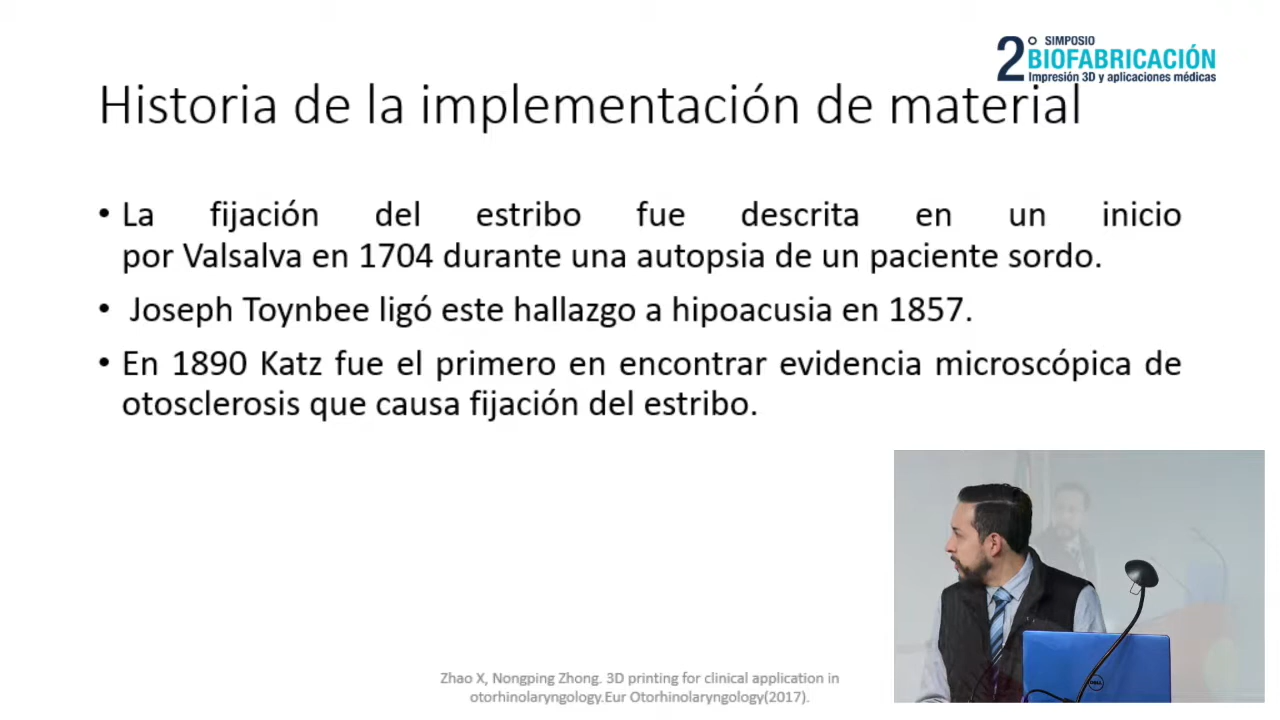 2° SIMPOSIO
BIOFABRICACIÓN
Impresión 3D y aplicaciones médicas
Historia de la implementación de material
• La fijación del estribo fue descrita en un inicio
por Valsalva en 1704 durante una autopsia de un paciente sordo.
• Joseph Toynbee ligó este hallazgo a hipoacusia en 1857.
• En 1890 Katz fue el primero en encontrar evidencia microscópica de
otosclerosis que causa fijación del estribo.
Zhao X, Nongping Zhong. 3D printing for clinical application in
otorhinolaryngology.Eur Otorhinolaryngology(2017).
DELL